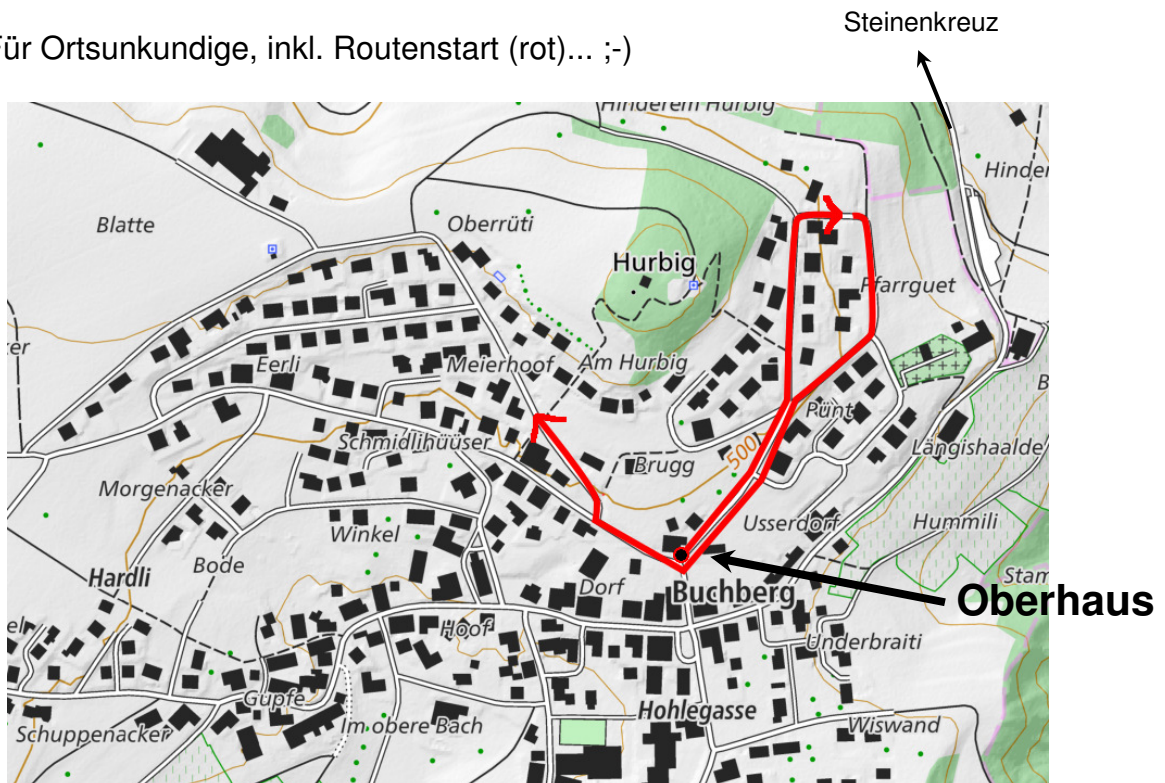 Steinenkreuz
für Ortsunkundige, inkl. Routenstart (rot)... ;-)
Hinderem Hurbig
Hinder
Blatte
Oberrüti
Hurbig
Pfarrguet
Eerli
Meierhoof
Am Hurbig
Pünt
Schmidlihüüser
Brugg
500
Längishaalde
Morgenacker
Winkel
Usserdorf
Hummili
Bode
Hardli
Dorf
Buchberg
Stam
Oberhaus
Hoof
Underbraiti
Güpfe
Hohlegasse
Schuppenacker
Im obere Bach
Wiswand